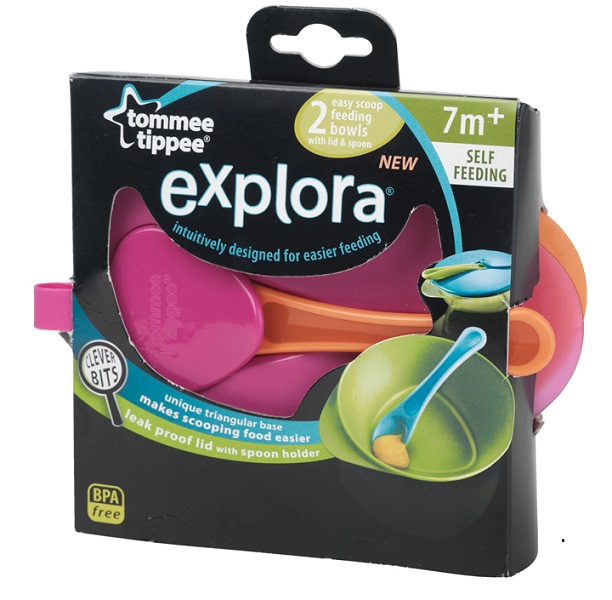 tommee
tippee®
2 easy scoop
feeding
bowls
with lid & spoon
7m+
SELF
FEEDING
NEW
explora®
intuitively designed for easier feeding
tommee
tippee®
CLEVER
BITS
unique triangular base
makes scooping food easier
leak proof lid with spoon holder
BPA
free